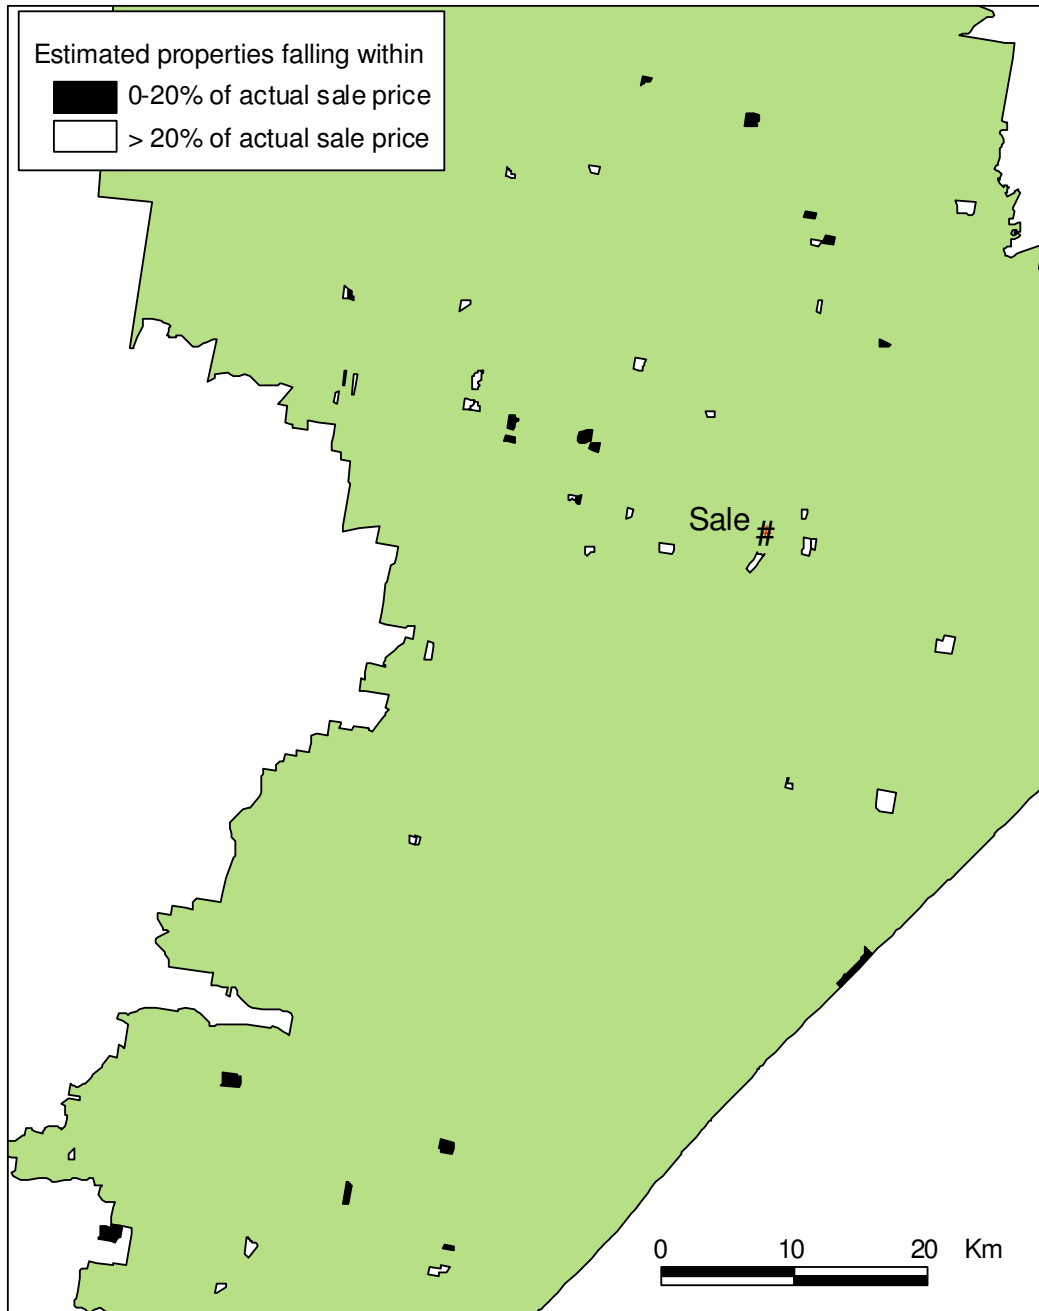 Estimated properties falling within
0-20% of actual sale price
> 20% of actual sale price
Sale
#
0 10 20 Km